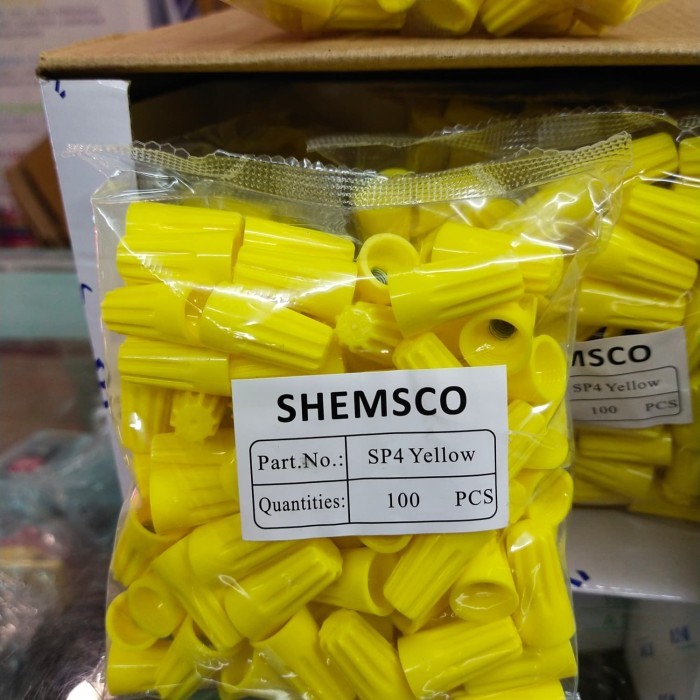 SHEMSCO
Part.No.: SP4 Yellow
Quantities: 100 PCS
MSCO
SP4 Yellow
100 PCS